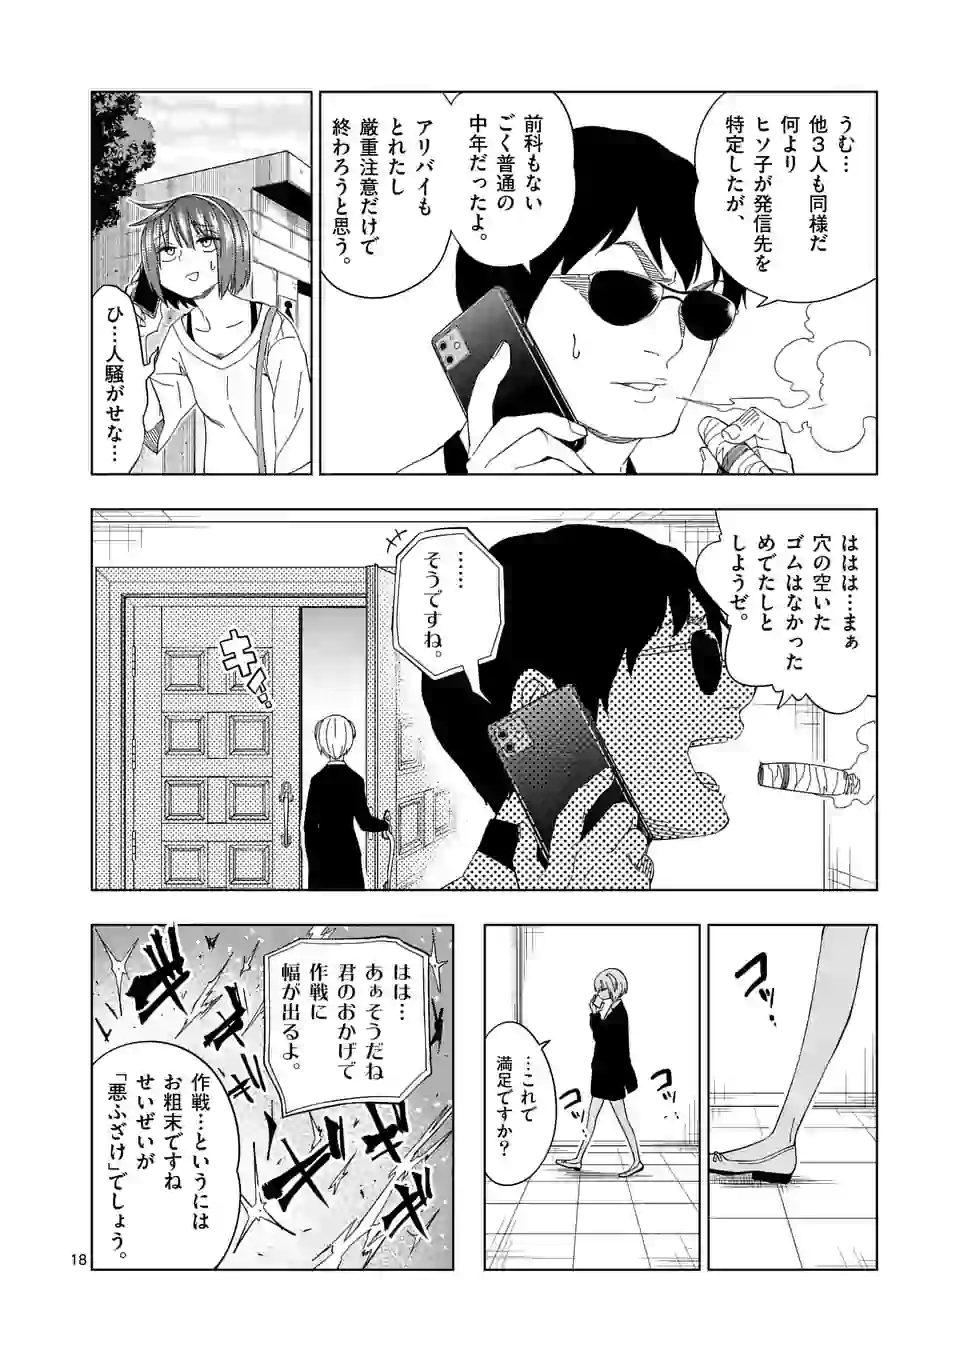 うむ…
他３人も同様だ
何より
ヒソ子が発信先を
特定したが、
前科もない
ごく普通の
中年だったよ。
アリバイも
とれたし
厳重注意だけで
終わろうと思う。
ヒ…人騒がせな…
ははは…まぁ
穴の空いた
ゴムはなかった
めでたしと
しようゼ。
……
そうですね。
キィ…
コッ
コッ
コッ
…これで
満足ですか？
はは…
あぁそうだね
君のおかげで
作戦に
幅が出るよ。
作戦…というには
お粗末ですね
せいぜいが
「悪ふざけ」でしょう。
18